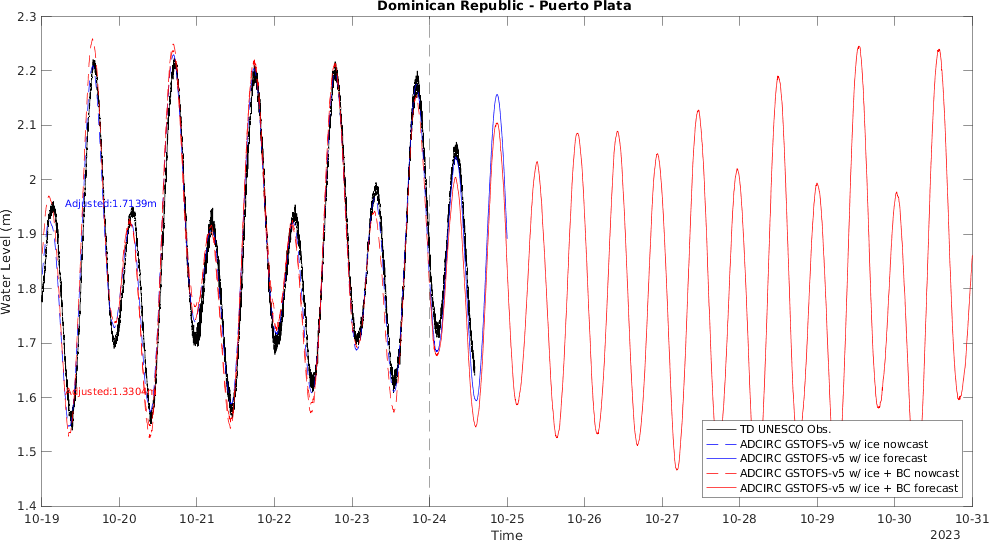 Dominican Republic - Puerto Plata
Water Level (m)
2.3
2.2
2.1
2
1.9
1.8
1.7
1.6
1.5
1.4
Adjusted:1.7139m
Adjusted:1.3304m
TD UNESCO Obs.
ADCIRC GSTOFS-v5 w/ ice nowcast
ADCIRC GSTOFS-v5 w/ ice forecast
ADCIRC GSTOFS-v5 w/ ice + BC nowcast
ADCIRC GSTOFS-v5 w/ ice + BC forecast
10-19 10-20 10-21 10-22 10-23 10-24 10-25 10-26 10-27 10-28 10-29 10-30 10-31
Time
2023